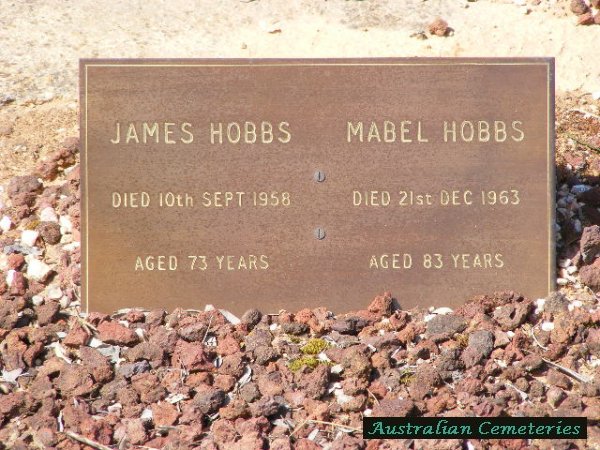 JAMES HOBBS
DIED 10th SEPT 1958
AGED 73 YEARS
MABEL HOBBS
DIED 21st DEC 1963
AGED 83 YEARS
Australian Cemeteries